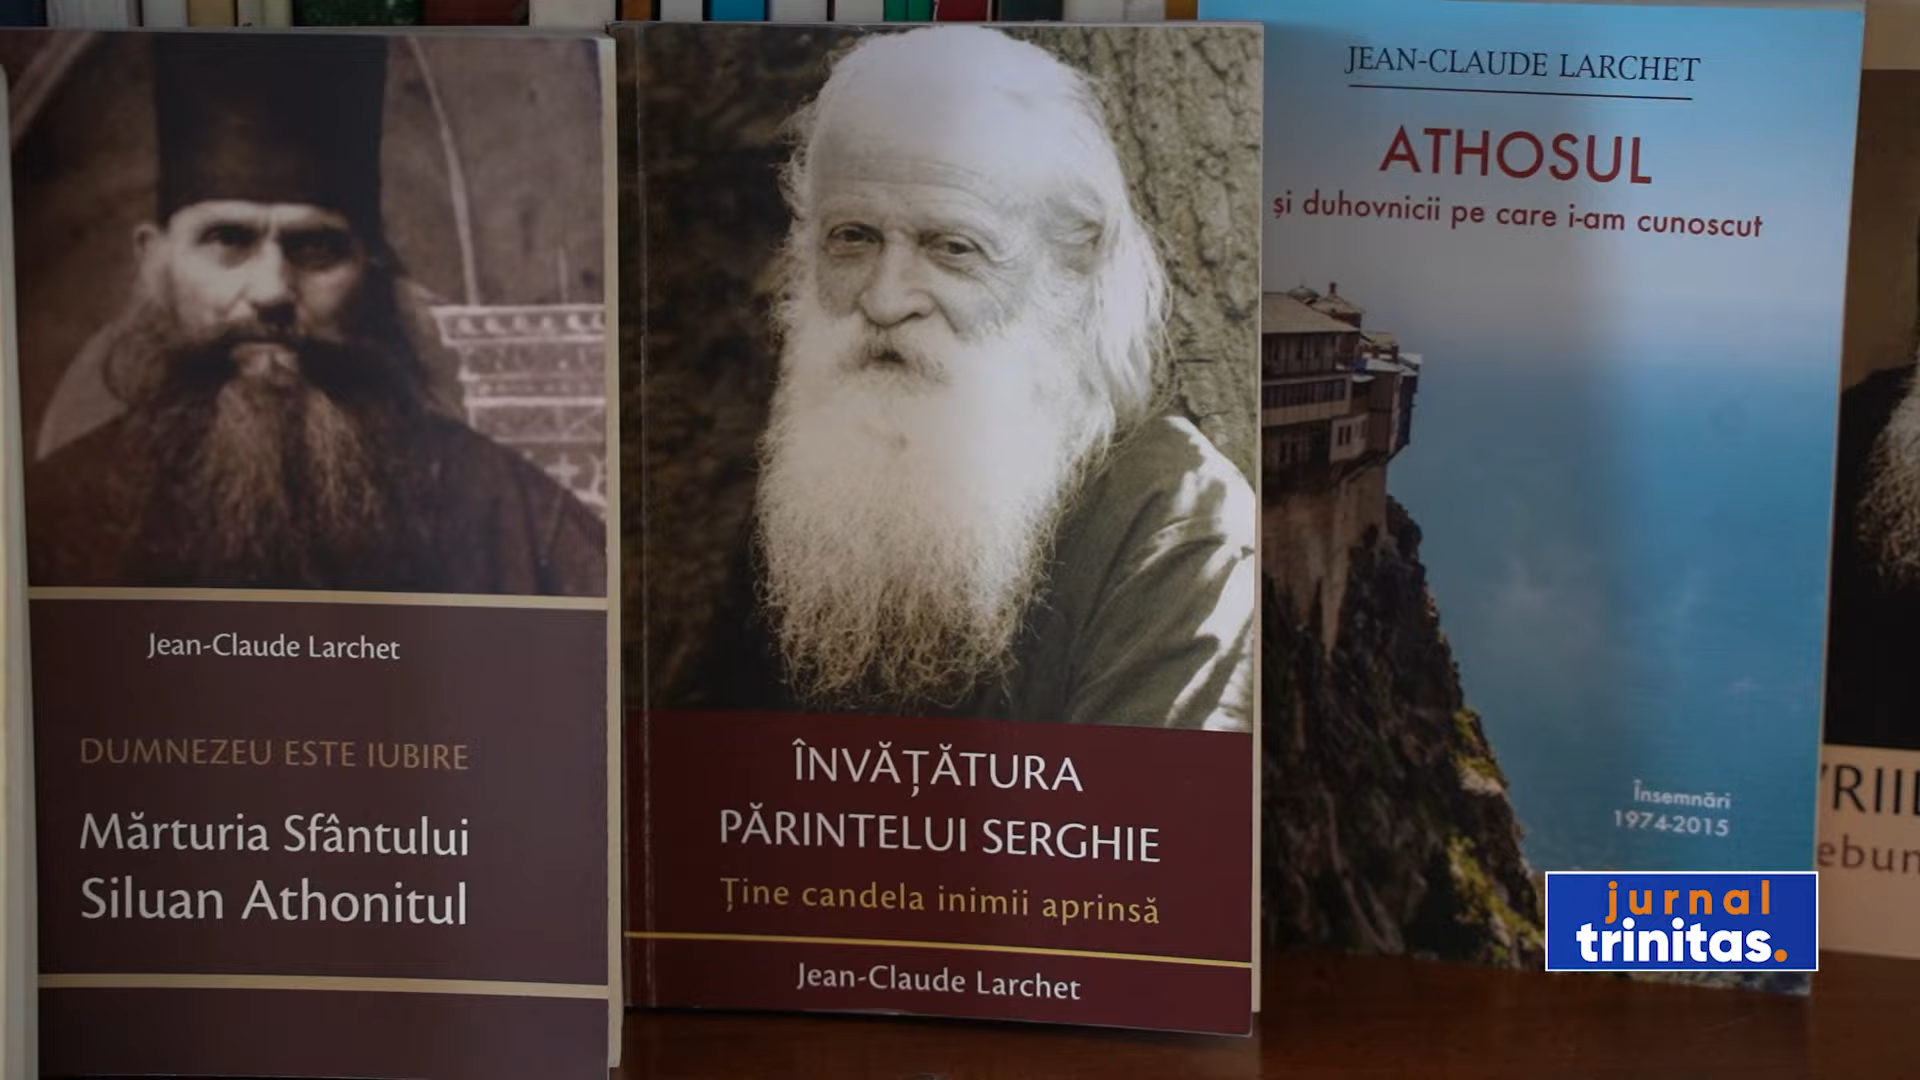 Jean-Claude Larchet
DUMNEZEU ESTE IUBIRE
Mărturia Sfântului
Siluan Athonitul
ÎNVĂȚĂTURA
PĂRINTELUI SERGHIE
Ține candela inimii aprinsă
Jean-Claude Larchet
JEAN-CLAUDE LARCHET
ATHOSUL
și duhovnicii pe care i-am cunoscut
Însemnări
1974-2015
jurnal
trinitas.